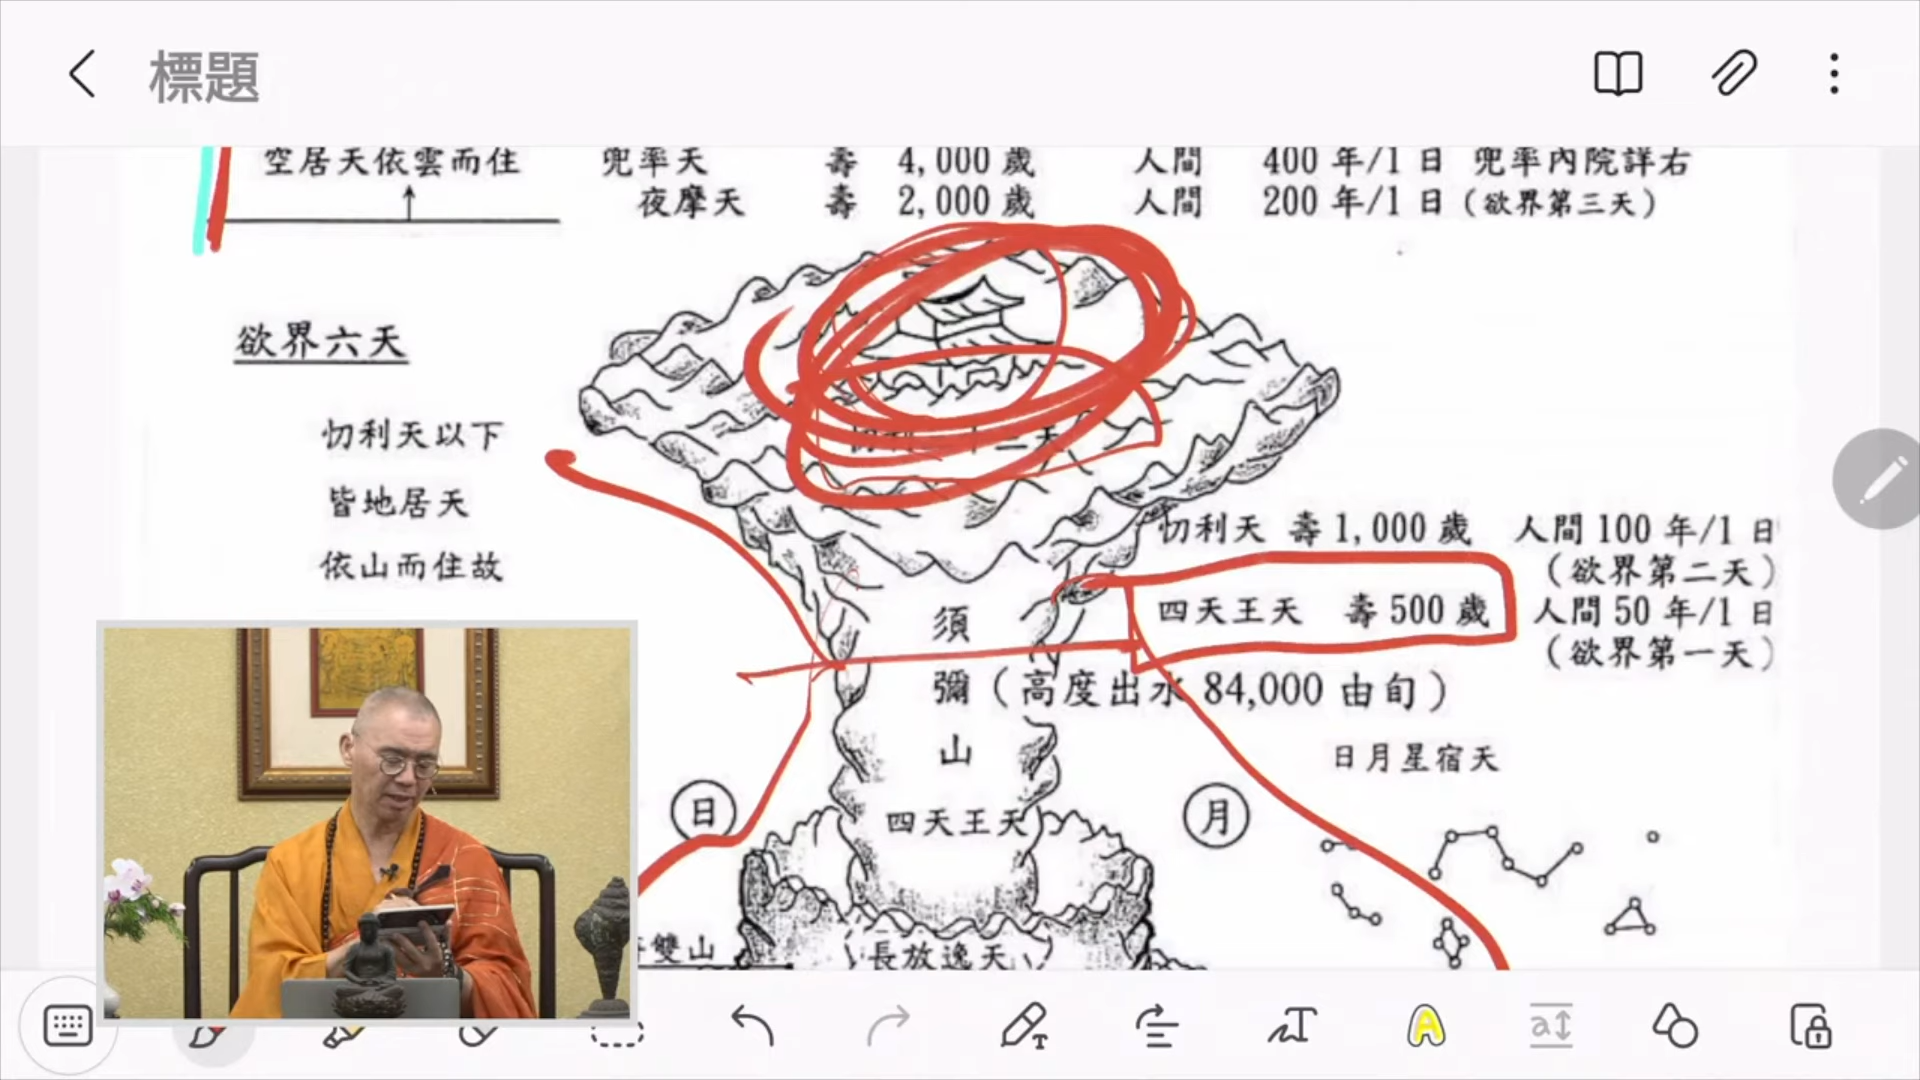 標題
空居天依雲而住 兜率天 壽 4,000 歲 人間 400 年/1 日 兜率內院詳右
夜摩天 壽 2,000 歲 人間 200 年/1 日 (欲界第三天)
欲界六天
忉利天以下
皆地居天
依山而住故
忉利天 壽 1,000 歲 人間 100 年/1 日
(欲界第二天)
四天王天 壽 500 歲 人間 50 年/1 日
(欲界第一天)
須
彌 (高度出水 84,000 由旬)
山
日月星宿天
日
月
四天王天
雙山
長放逸天